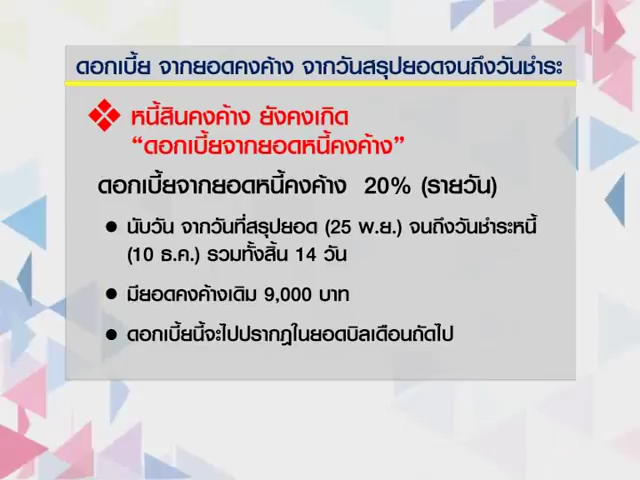 ดอกเบี้ย จากยอดคงค้าง จากวันสรุปยอดจนถึงวันชำระ
❖ หนี้สินคงค้าง ยังคงเกิด
“ดอกเบี้ยจากยอดหนี้คงค้าง”
ดอกเบี้ยจากยอดหนี้คงค้าง 20% (รายวัน)
• นับวัน จากวันที่สรุปยอด (25 พ.ย.) จนถึงวันชำระหนี้
(10 ธ.ค.) รวมทั้งสิ้น 14 วัน
• มียอดคงค้างเดิม 9,000 บาท
• ดอกเบี้ยนี้จะไปปรากฏในยอดบิลเดือนถัดไป